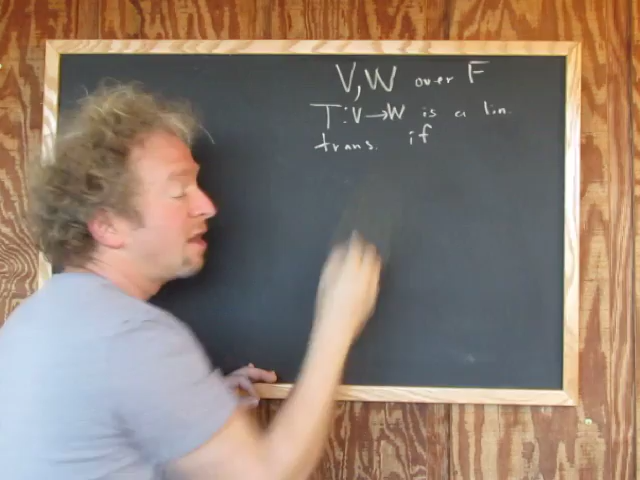 V, W over F
T: V → W is a lin.
trans. if